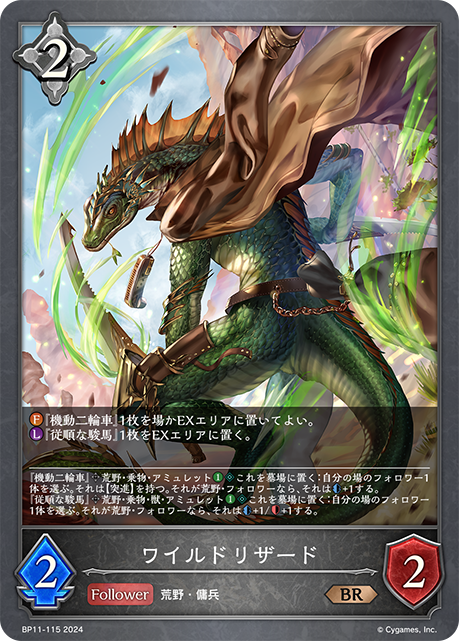 2
F 『機動二輪車』1枚を場かEXエリアに置いてよい。
L 『従順な駿馬』1枚をEXエリアに置く。
『機動二輪車』荒野・乗物・アミュレット 1 これを墓場に置く：自分の場のフォロワー1
体を選ぶ。それは【突進】を持つ。それが荒野・フォロワーなら、それは+1する。
『従順な駿馬』荒野・乗物・獣・アミュレット 1 これを墓場に置く：自分の場のフォロワー
1体を選ぶ。それが荒野・フォロワーなら、それは+1/+1する。
ワイルドリザード
2
Follower 荒野・傭兵
BR
2
BP11-115 2024
© Cygames, Inc.